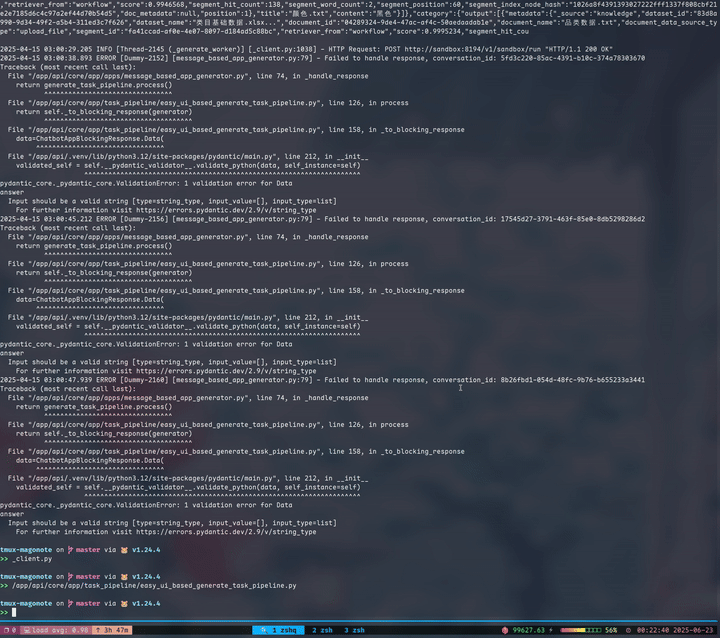 ,"retriever_from":"workflow","score":0.9946568,"segment_hit_count":138,"segment_word_count":2,"segment_position":60,"segment_index_node_hash":
"position":1},"title":"颜色.txt","content":"黑色"}]},"category":{"output":[{"metadata":{"_source":"knowledge","dataset_id":
"dataset_name":"类目基础数据.xlsx...","document_id":"document_name":"品类数据.txt","document_data_source_ty
pe":"upload_file","segment_id":"retriever_from":"workflow","score":0.9995234,"segment_hit_cou
2025-04-15 03:00:29.205 INFO [Thread-2145 (_generate_worker)] [_client.py:1038] - HTTP Request: POST http://sandbox:8194/v1/sandbox/run "HTTP/1.1 200 OK"
2025-04-15 03:00:38.893 ERROR [Dummy-2152] [message_based_app_generator.py:79] - Failed to handle response, conversation_id: 5fd3c220-85ac-4391-b10c-374a78303670
Traceback (most recent call last):
File "/app/api/core/app/apps/message_based_app_generator.py", line 74, in _handle_response
return generate_task_pipeline.process()
^^^^^^^^^^^^^^^^^^^^^^^^^^^^^^^^
File "/app/api/core/app/task_pipeline/easy_ui_based_generate_task_pipeline.py", line 126, in process
return self._to_blocking_response(generator)
^^^^^^^^^^^^^^^^^^^^^^^^^^^^^^^^^^^^^
File "/app/api/core/app/task_pipeline/easy_ui_based_generate_task_pipeline.py", line 158, in _to_blocking_response
data=ChatbotAppBlockingResponse.Data(
^^^^^^^^^^^^^^^^^^^^^^^^^^^^^^^^
File "/app/api/.venv/lib/python3.12/site-packages/pydantic/main.py", line 212, in __init__
validated_self = self.__pydantic_validator__.validate_python(data, self_instance=self)
^^^^^^^^^^^^^^^^^^^^^^^^^^^^^^^^^^^^^^^^^^^^^^^^^^^^^^^^^^^^^^^^^^^^^
pydantic_core._pydantic_core.ValidationError: 1 validation error for Data
answer
Input should be a valid string [type=string_type, input_value=[], input_type=list]
For further information visit https://errors.pydantic.dev/2.9/v/string_type
2025-04-15 03:00:45.212 ERROR [Dummy-2156] [message_based_app_generator.py:79] - Failed to handle response, conversation_id: 17545d27-3791-463f-85e0-8db5298286d2
Traceback (most recent call last):
File "/app/api/core/app/apps/message_based_app_generator.py", line 74, in _handle_response
return generate_task_pipeline.process()
^^^^^^^^^^^^^^^^^^^^^^^^^^^^^^^^
File "/app/api/core/app/task_pipeline/easy_ui_based_generate_task_pipeline.py", line 126, in process
return self._to_blocking_response(generator)
^^^^^^^^^^^^^^^^^^^^^^^^^^^^^^^^^^^^^
File "/app/api/core/app/task_pipeline/easy_ui_based_generate_task_pipeline.py", line 158, in _to_blocking_response
data=ChatbotAppBlockingResponse.Data(
^^^^^^^^^^^^^^^^^^^^^^^^^^^^^^^^
File "/app/api/.venv/lib/python3.12/site-packages/pydantic/main.py", line 212, in __init__
validated_self = self.__pydantic_validator__.validate_python(data, self_instance=self)
^^^^^^^^^^^^^^^^^^^^^^^^^^^^^^^^^^^^^^^^^^^^^^^^^^^^^^^^^^^^^^^^^^^^^
pydantic_core._pydantic_core.ValidationError: 1 validation error for Data
answer
Input should be a valid string [type=string_type, input_value=[], input_type=list]
For further information visit https://errors.pydantic.dev/2.9/v/string_type
2025-04-15 03:00:47.939 ERROR [Dummy-2160] [message_based_app_generator.py:79] - Failed to handle response, conversation_id: 8b26fbd1-054d-48fc-9b76-b655233a3441
Traceback (most recent call last):
File "/app/api/core/app/apps/message_based_app_generator.py", line 74, in _handle_response
return generate_task_pipeline.process()
^^^^^^^^^^^^^^^^^^^^^^^^^^^^^^^^
File "/app/api/core/app/task_pipeline/easy_ui_based_generate_task_pipeline.py", line 126, in process
return self._to_blocking_response(generator)
^^^^^^^^^^^^^^^^^^^^^^^^^^^^^^^^^^^^^
File "/app/api/core/app/task_pipeline/easy_ui_based_generate_task_pipeline.py", line 158, in _to_blocking_response
data=ChatbotAppBlockingResponse.Data(
^^^^^^^^^^^^^^^^^^^^^^^^^^^^^^^^
File "/app/api/.venv/lib/python3.12/site-packages/pydantic/main.py", line 212, in __init__
validated_self = self.__pydantic_validator__.validate_python(data, self_instance=self)
^^^^^^^^^^^^^^^^^^^^^^^^^^^^^^^^^^^^^^^^^^^^^^^^^^^^^^^^^^^^^^^^^^^^^
pydantic_core._pydantic_core.ValidationError: 1 validation error for Data
answer
Input should be a valid string [type=string_type, input_value=[], input_type=list]
For further information visit https://errors.pydantic.dev/2.9/v/string_type
tmux-magonote on master via v1.24.4
>> _client.py
tmux-magonote on master via v1.24.4
>> /app/api/core/app/task_pipeline/easy_ui_based_generate_task_pipeline.py
tmux-magonote on master via v1.24.4
>>
0 load avg: 0.98 ↑ 3h 47m 1 zshq 2 zsh 3 zsh 99627.63 + 56% 00:22:40 2025-06-23